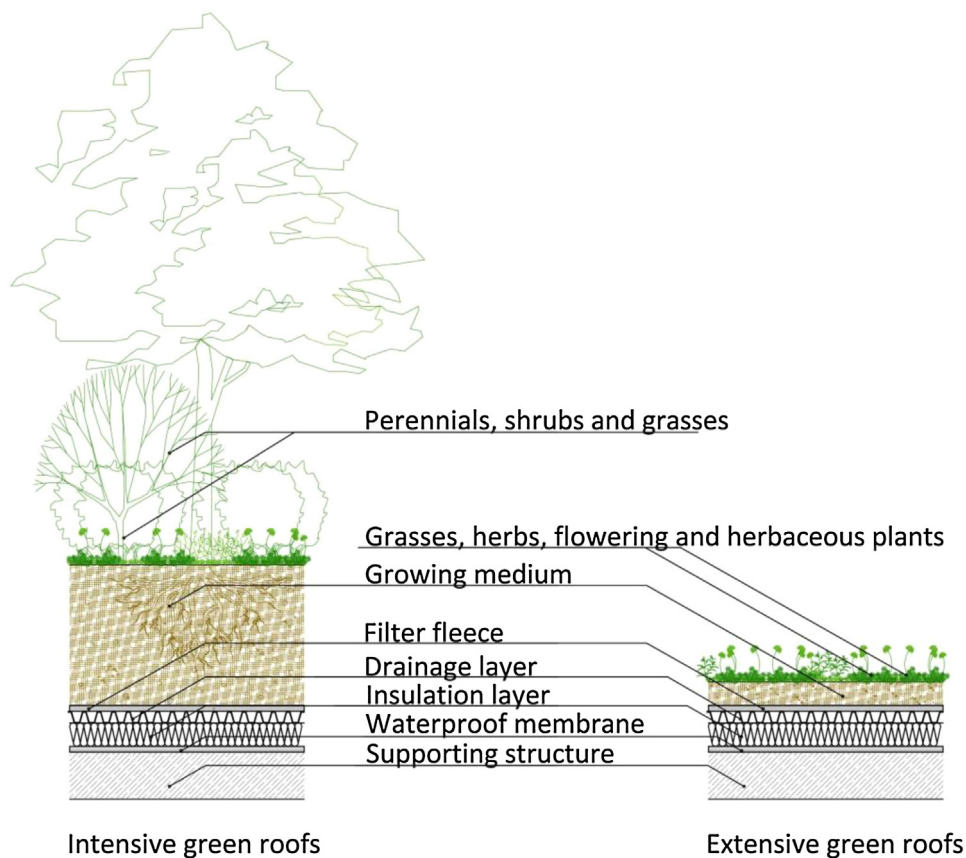 Perennials, shrubs and grasses
Grasses, herbs, flowering and herbaceous plants
Growing medium
Filter fleece
Drainage layer
Insulation layer
Waterproof membrane
Supporting structure
Intensive green roofs
Extensive green roofs